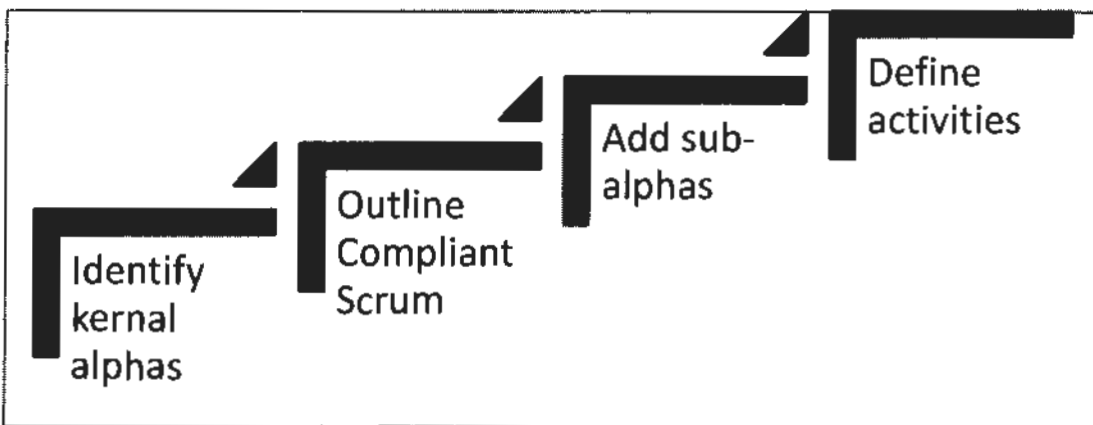 Identify
kernal
alphas
Outline
Compliant
Scrum
Add sub-
alphas
Define
activities